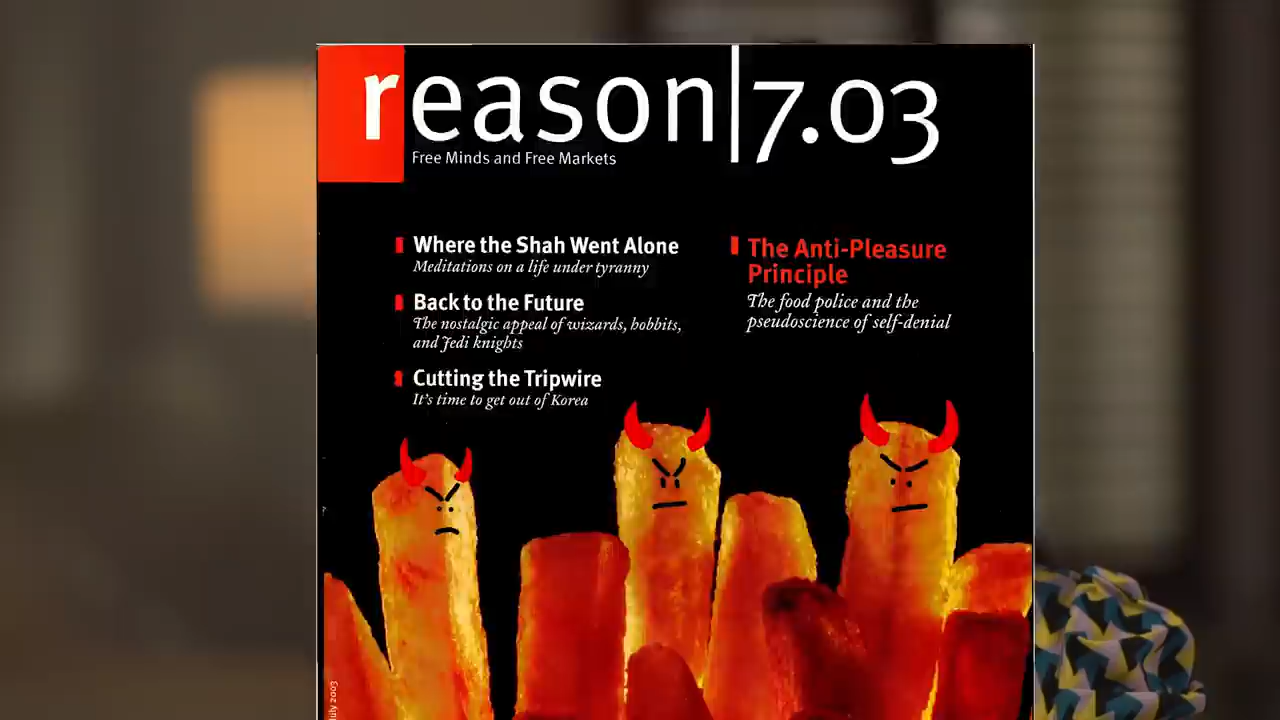 reason|7.03
Free Minds and Free Markets
Where the Shah Went Alone
Meditations on a life under tyranny
Back to the Future
The nostalgic appeal of wizards, hobbits,
and Jedi knights
Cutting the Tripwire
It's time to get out of Korea
The Anti-Pleasure
Principle
The food police and the
pseudoscience of self-denial
July 2003